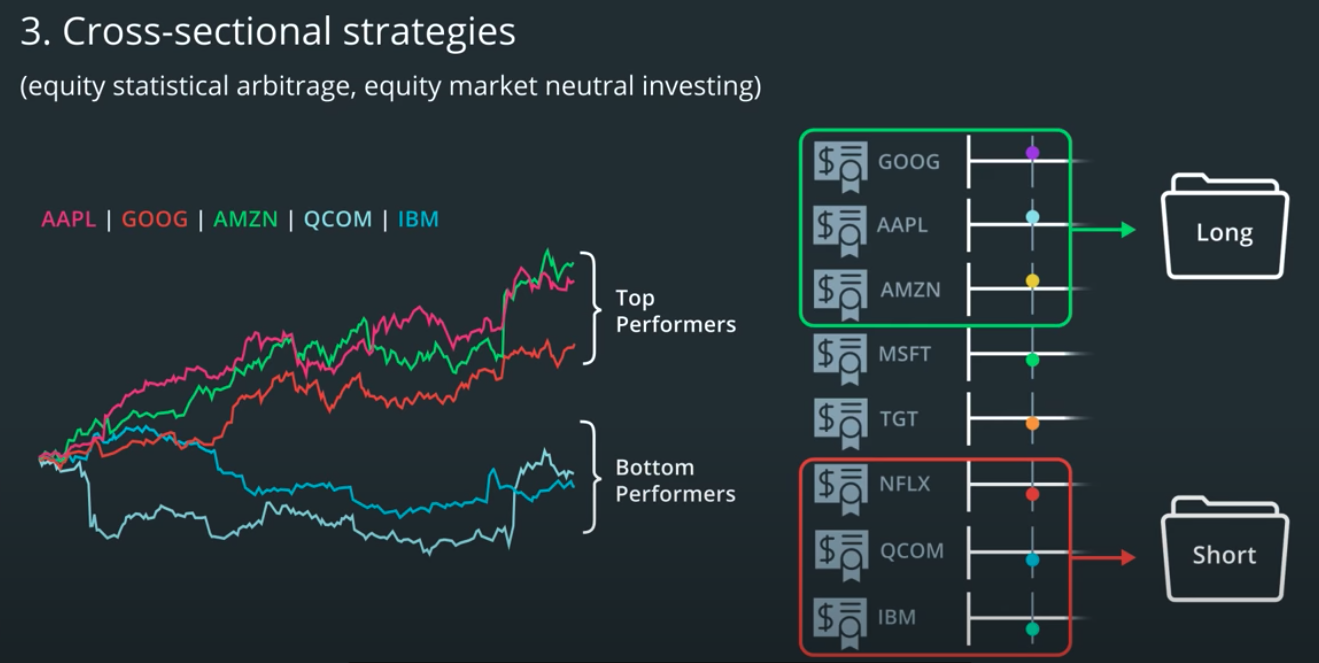 3. Cross-sectional strategies
(equity statistical arbitrage, equity market neutral investing)
AAPL | GOOG | AMZN | QCOM | IBM
Top
Performers
Bottom
Performers
$ GOOG
$ AAPL
$ AMZN
$ MSFT
$ TGT
$ NFLX
$ QCOM
$ IBM
Long
Short